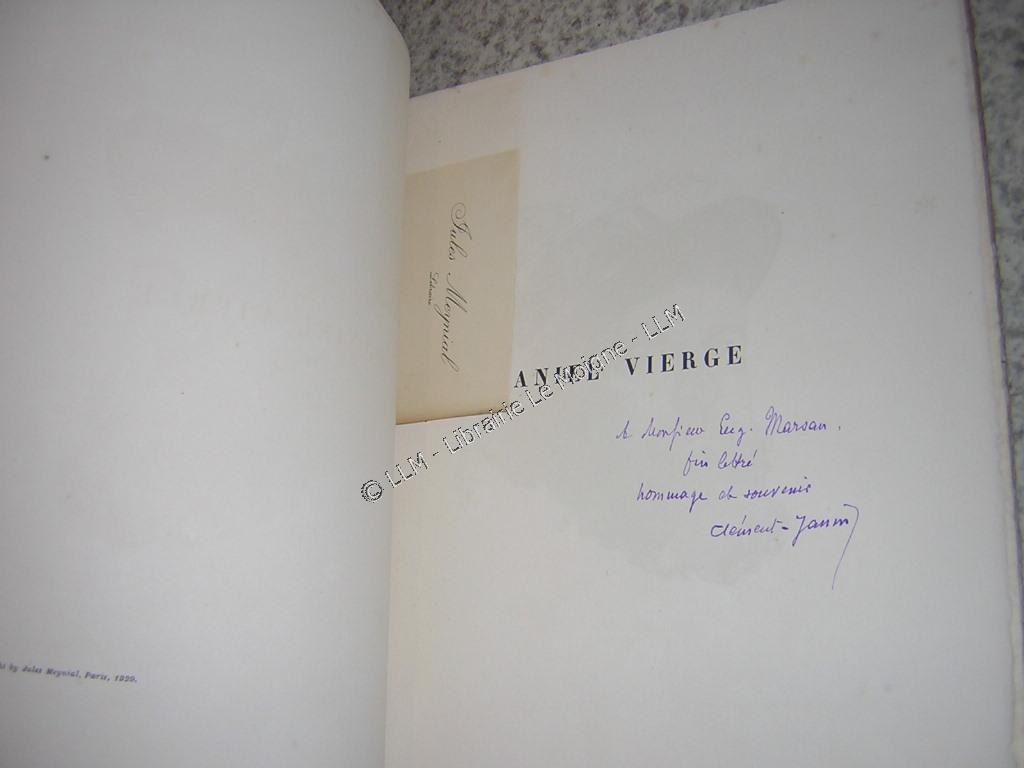 Jules Meynial
Libraire
VIERGE
A Monsieur Eug. Marsan,
fin lettré
hommage et souvenir
Clément-Janin
by Jules Meynial, Paris, 1929.
© LLM - Librairie Le Moigne - LLM